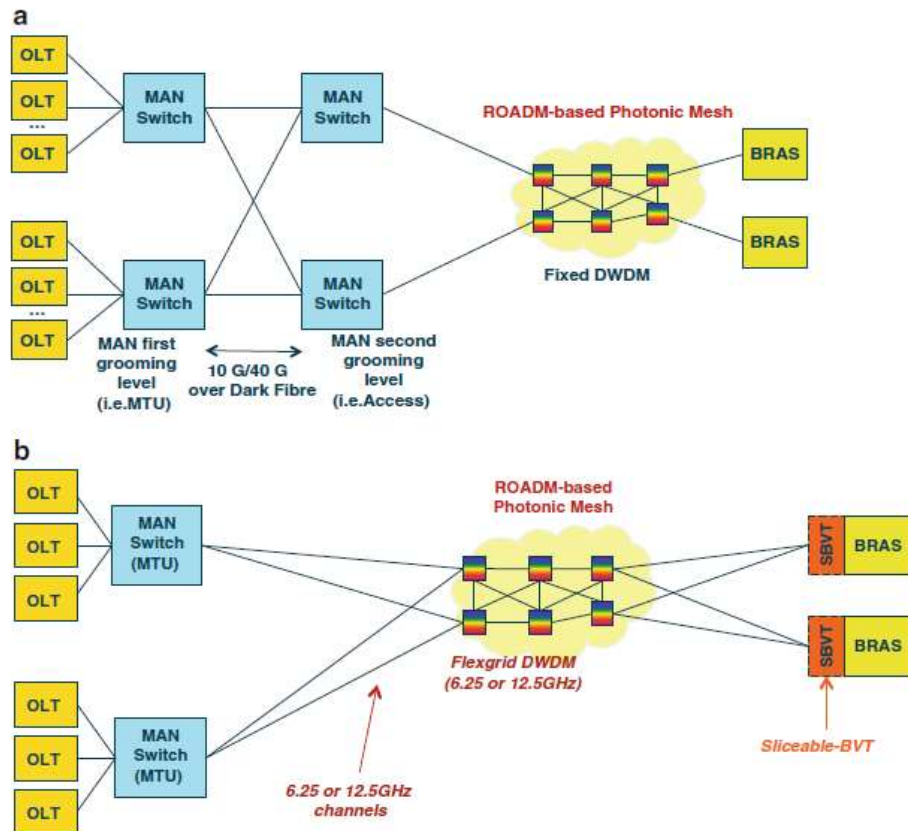 a
OLT
OLT
...
OLT
MAN
Switch
MAN
Switch
ROADM-based Photonic Mesh
BRAS
BRAS
Fixed DWDM
OLT
OLT
...
OLT
MAN
Switch
MAN
Switch
MAN first
grooming
level
(i.e.MTU)
10 G/40 G
over Dark Fibre
MAN second
grooming
level
(i.e.Access)
b
OLT
OLT
OLT
MAN
Switch
(MTU)
ROADM-based
Photonic Mesh
SBVT
BRAS
SBVT
BRAS
Flexgrid DWDM
(6.25 or 12.5GHz)
OLT
OLT
OLT
MAN
Switch
(MTU)
Sliceable-BVT
6.25 or 12.5GHz
channels